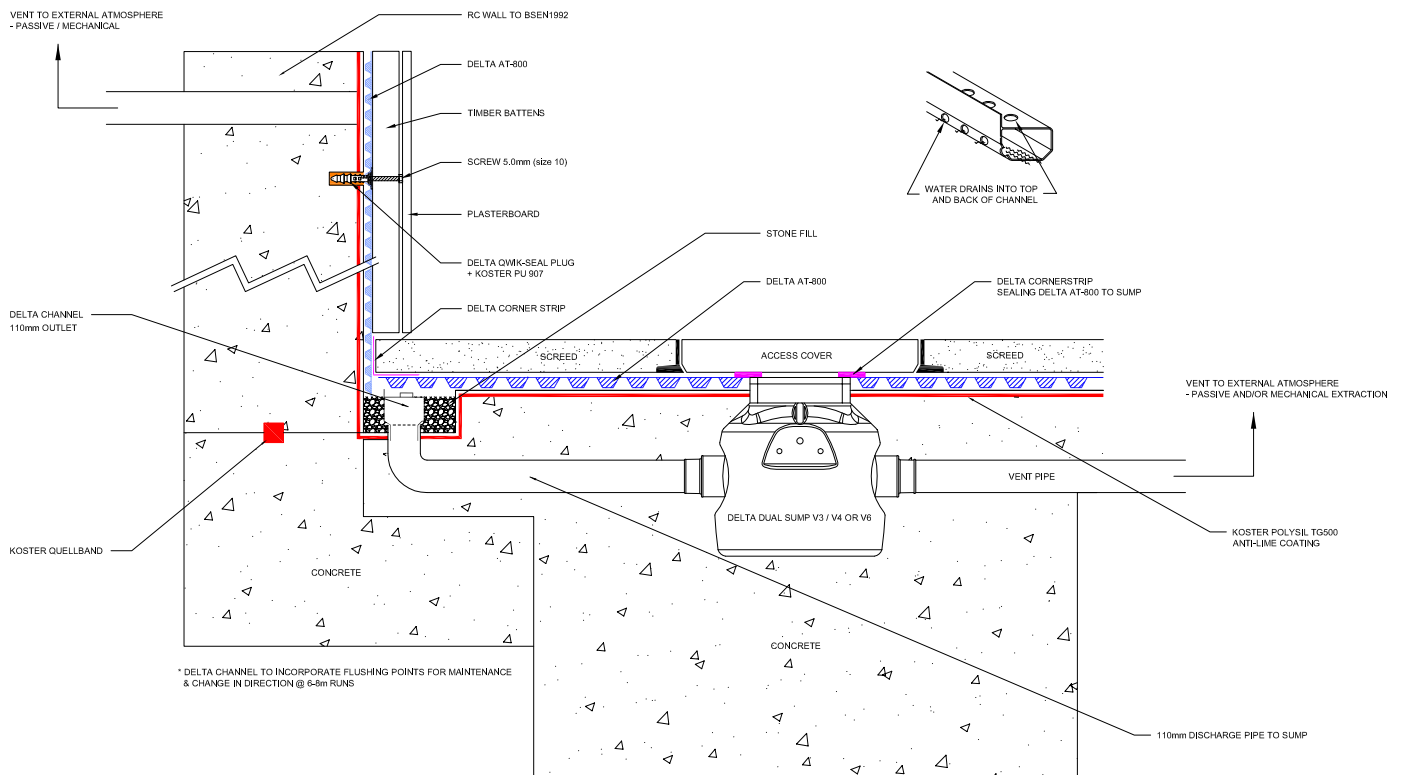 VENT TO EXTERNAL ATMOSPHERE
- PASSIVE / MECHANICAL
RC WALL TO BSEN1992
DELTA AT-800
TIMBER BATTENS
SCREW 5.0mm (size 10)
PLASTERBOARD
DELTA QWIK-SEAL PLUG
+ KOSTER PU 907
DELTA CORNER STRIP
WATER DRAINS INTO TOP
AND BACK OF CHANNEL
STONE FILL
DELTA AT-800
DELTA CORNERSTRIP
SEALING DELTA AT-800 TO SUMP
DELTA CHANNEL
110mm OUTLET
SCREED
ACCESS COVER
SCREED
VENT TO EXTERNAL ATMOSPHERE
- PASSIVE AND/OR MECHANICAL EXTRACTION
VENT PIPE
DELTA DUAL SUMP V3 / V4 OR V6
KOSTER POLYSIL TG500
ANTI-LIME COATING
KOSTER QUELLBAND
CONCRETE
CONCRETE
* DELTA CHANNEL TO INCORPORATE FLUSHING POINTS FOR MAINTENANCE
& CHANGE IN DIRECTION @ 6-8m RUNS
110mm DISCHARGE PIPE TO SUMP